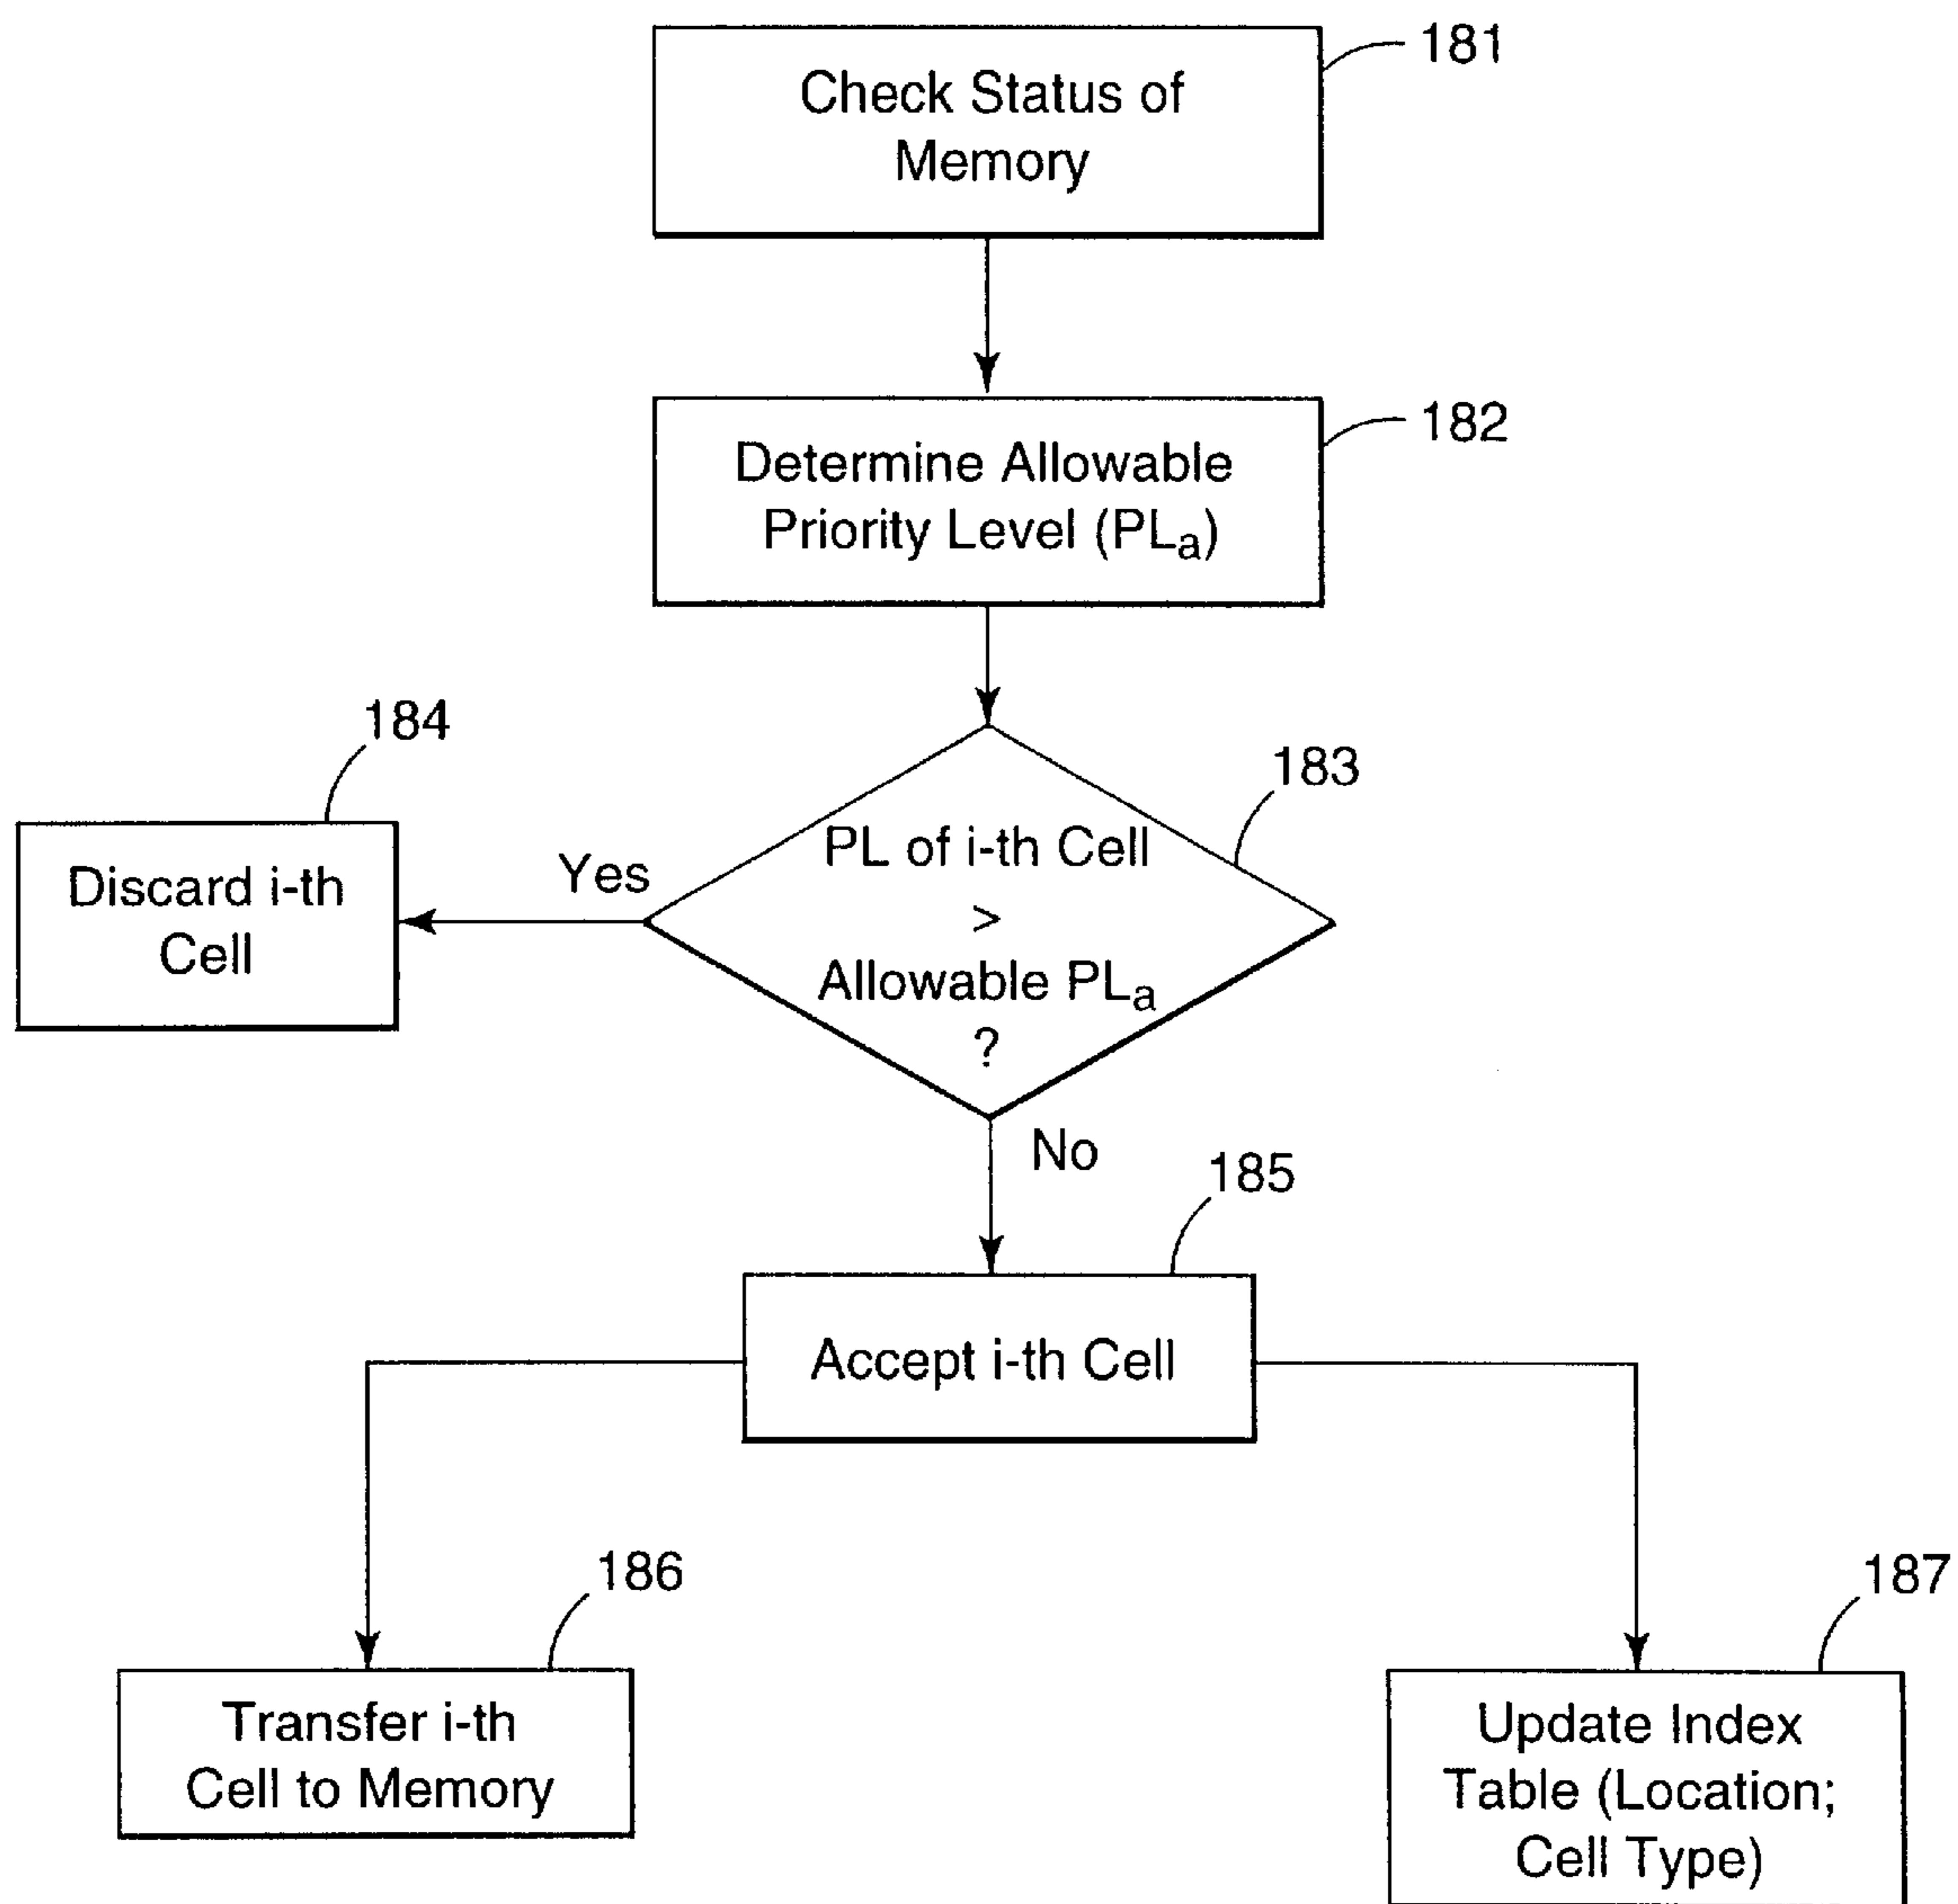 181
Check Status of
Memory
182
Determine Allowable
Priority Level (PLa)
184
183
Discard i-th
Cell
Yes
PL of i-th Cell
>
Allowable PLa
?
No
185
Accept i-th Cell
186
187
Transfer i-th
Cell to Memory
Update Index
Table (Location;
Cell Type)